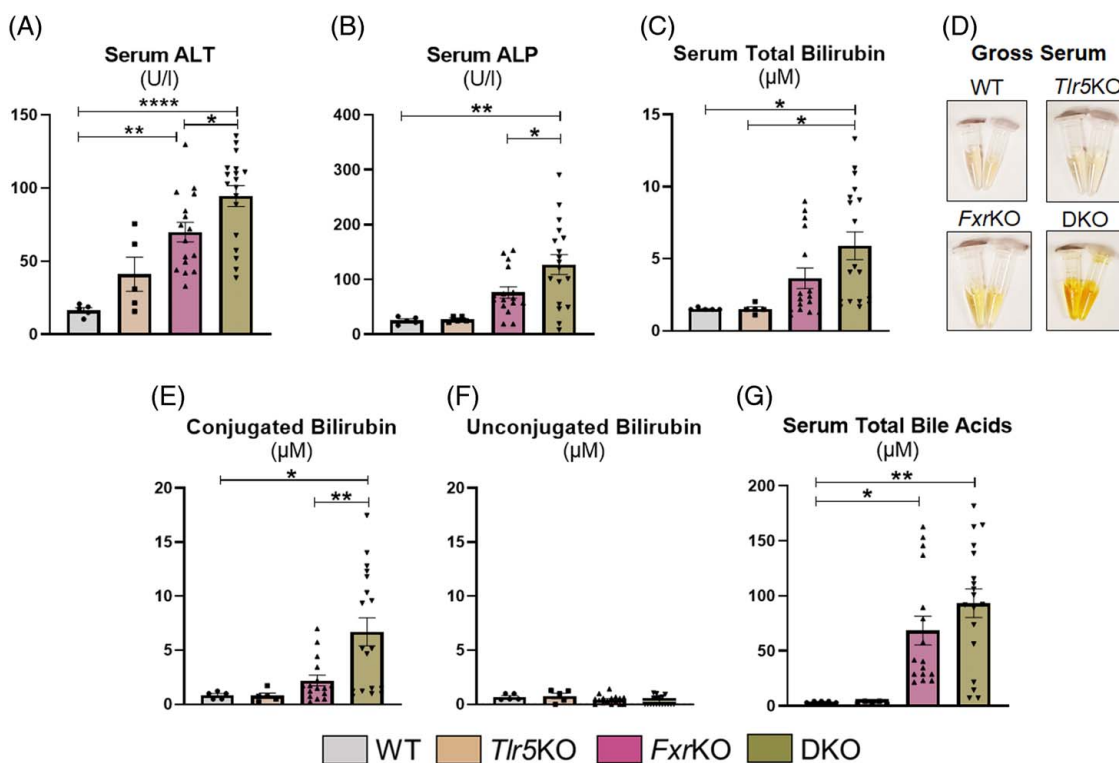 (A)
Serum ALT
(U/l)
****
**
*
150
100
50
0
(B)
Serum ALP
(U/l)
**
*
400
300
200
100
0
(C)
Serum Total Bilirubin
(µM)
*
*
15
10
5
0
(D)
Gross Serum
WT
Tlr5KO
FxrKO
DKO
(E)
Conjugated Bilirubin
(µM)
*
**
20
15
10
5
0
(F)
Unconjugated Bilirubin
(µM)
20
15
10
5
0
(G)
Serum Total Bile Acids
(µM)
**
*
200
150
100
50
0
WT
Tlr5KO
FxrKO
DKO